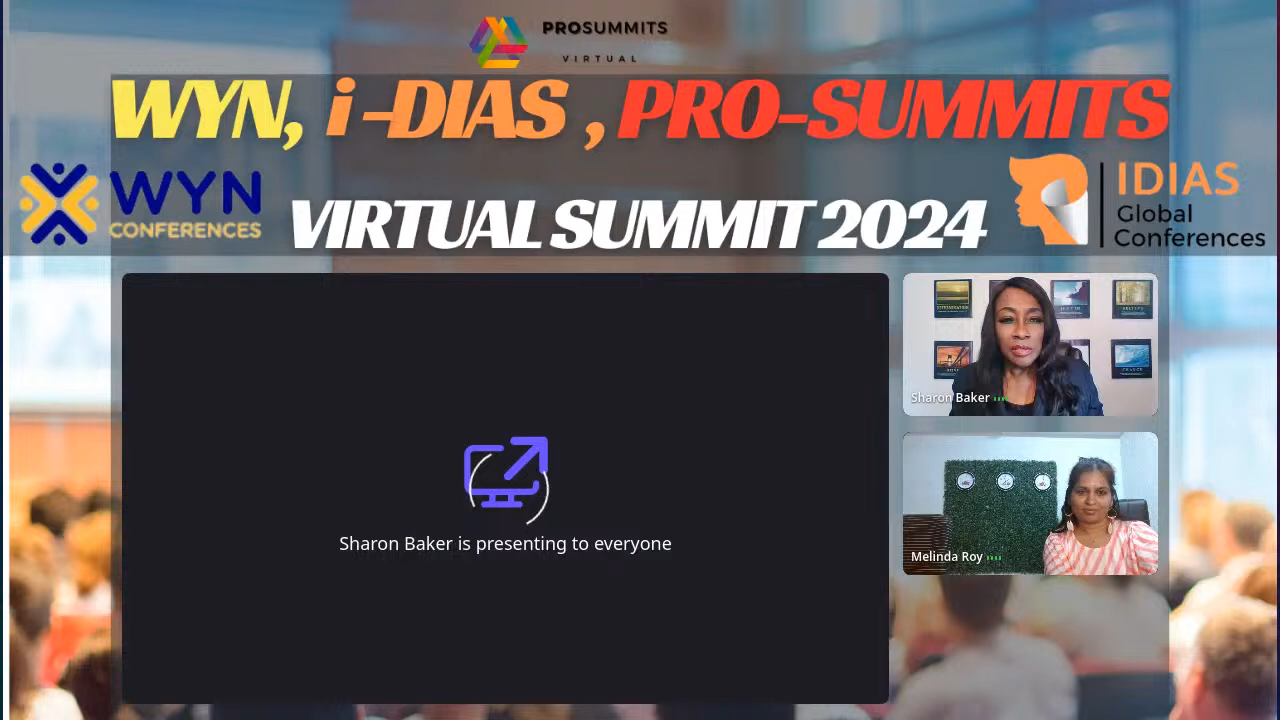 PROSUMMITS
VIRTUAL
WYN, i-DIAS, PRO-SUMMITS
WYN
CONFERENCES
VIRTUAL SUMMIT 2024
IDIAS
Global
Conferences
Sharon Baker is presenting to everyone
Sharon Baker
Melinda Roy